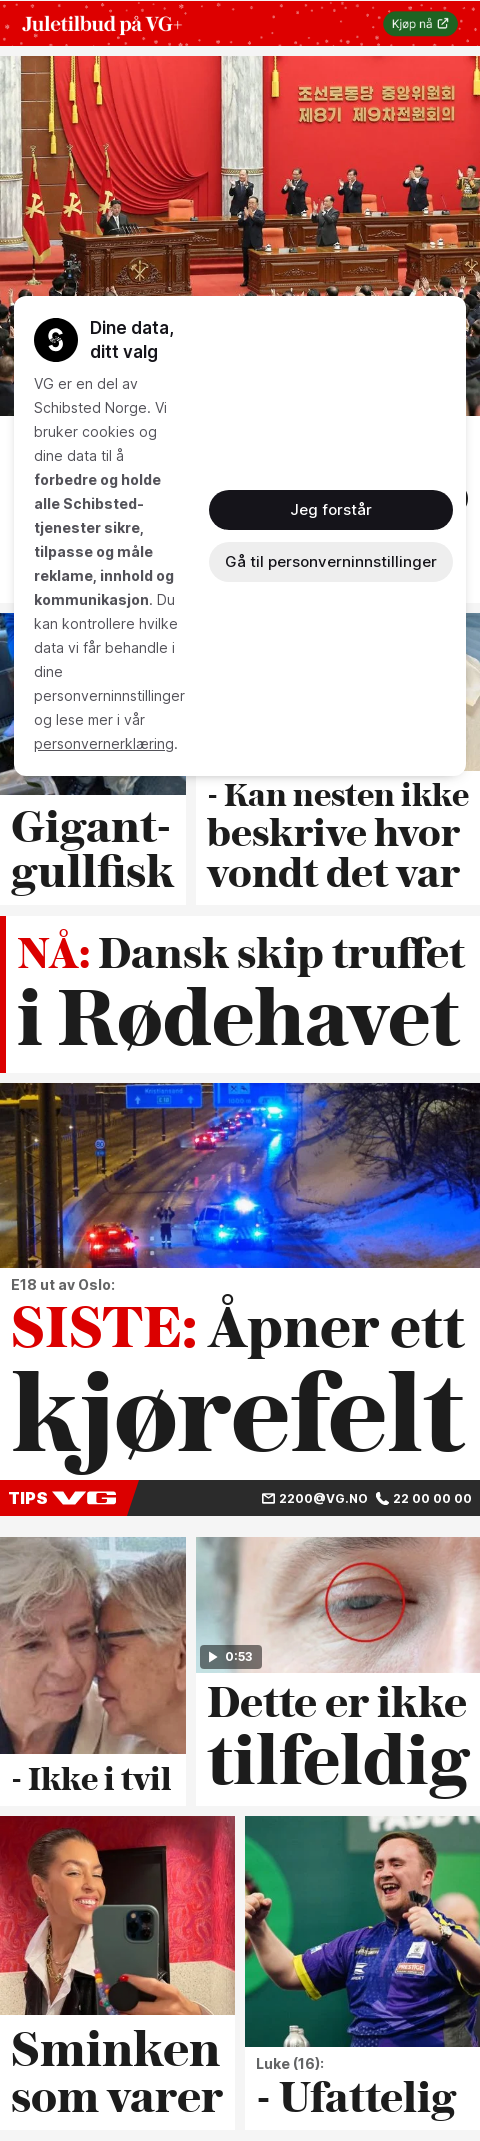 Juletilbud på VG+
Kjøp nå
조선로동당 중앙위원회
제8기 제9차전원회의
Dine data,
ditt valg
VG er en del av
Schibsted Norge. Vi
bruker cookies og
dine data til å
forbedre og holde
alle Schibsted-
tjenester sikre,
tilpasse og måle
reklame, innhold og
kommunikasjon. Du
kan kontrollere hvilke
data vi får behandle i
dine
personverninnstillinger
og lese mer i vår
personvernerklæring.
Jeg forstår
Gå til personverninnstillinger
Gigant-
gullfisk
- Kan nesten ikke
beskrive hvor
vondt det var
NÅ: Dansk skip truffet
i Rødehavet
E18 ut av Oslo:
SISTE: Åpner ett
kjørefelt
TIPS VG
2200@VG.NO
22 00 00 00
- Ikke i tvil
0:53
Dette er ikke
tilfeldig
Sminken
som varer
PRESTIGE
Luke (16):
- Ufattelig